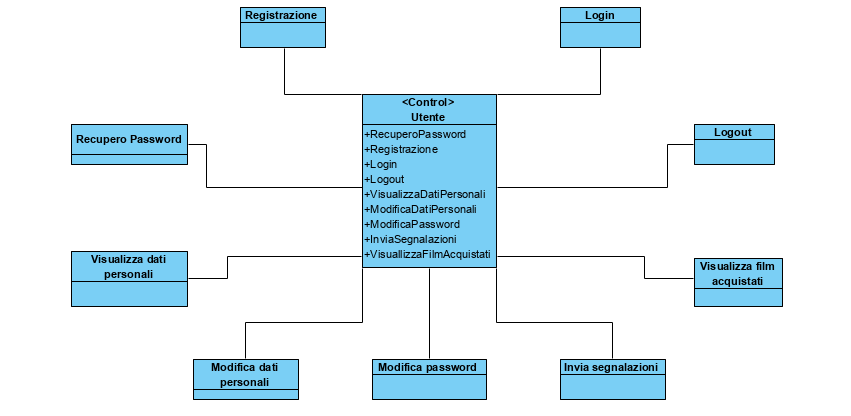 Registrazione
Login
<Control>
Utente
+RecuperoPassword
+Registrazione
+Login
+Logout
+VisualizzaDatiPersonali
+ModificaDatiPersonali
+ModificaPassword
+InviaSegnalazioni
+VisuallizzaFilmAcquistati
Recupero Password
Logout
Visualizza dati
personali
Visualizza film
acquistati
Modifica dati
personali
Modifica password
Invia segnalazioni